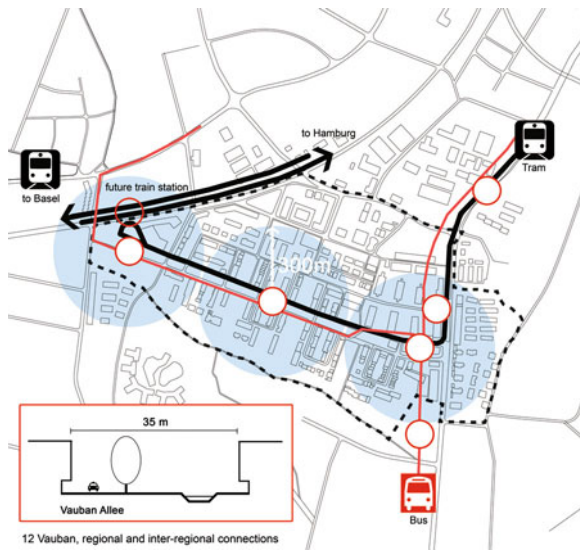 to Hamburg
Tram
to Basel
future train station
300m
35 m
Vauban Allee
Bus
12 Vauban, regional and inter-regional connections